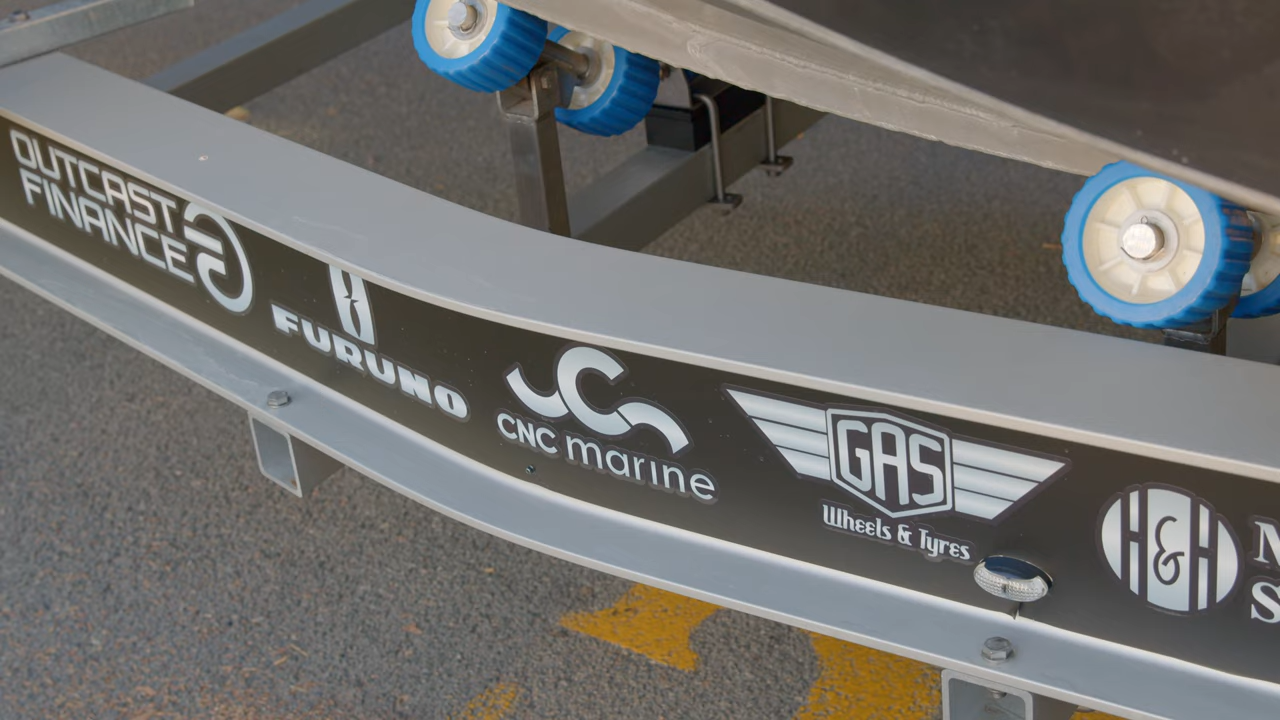 OUTCAST
FINANCE
FURUNO
CNC marine
GAS
Wheels & Tyres
H&H